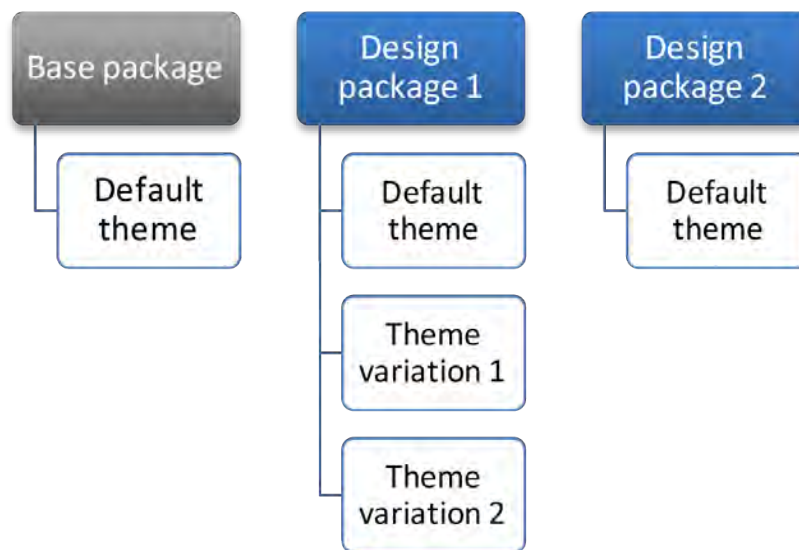 Base package
Default
theme
Design
package 1
Default
theme
Theme
variation 1
Theme
variation 2
Design
package 2
Default
theme